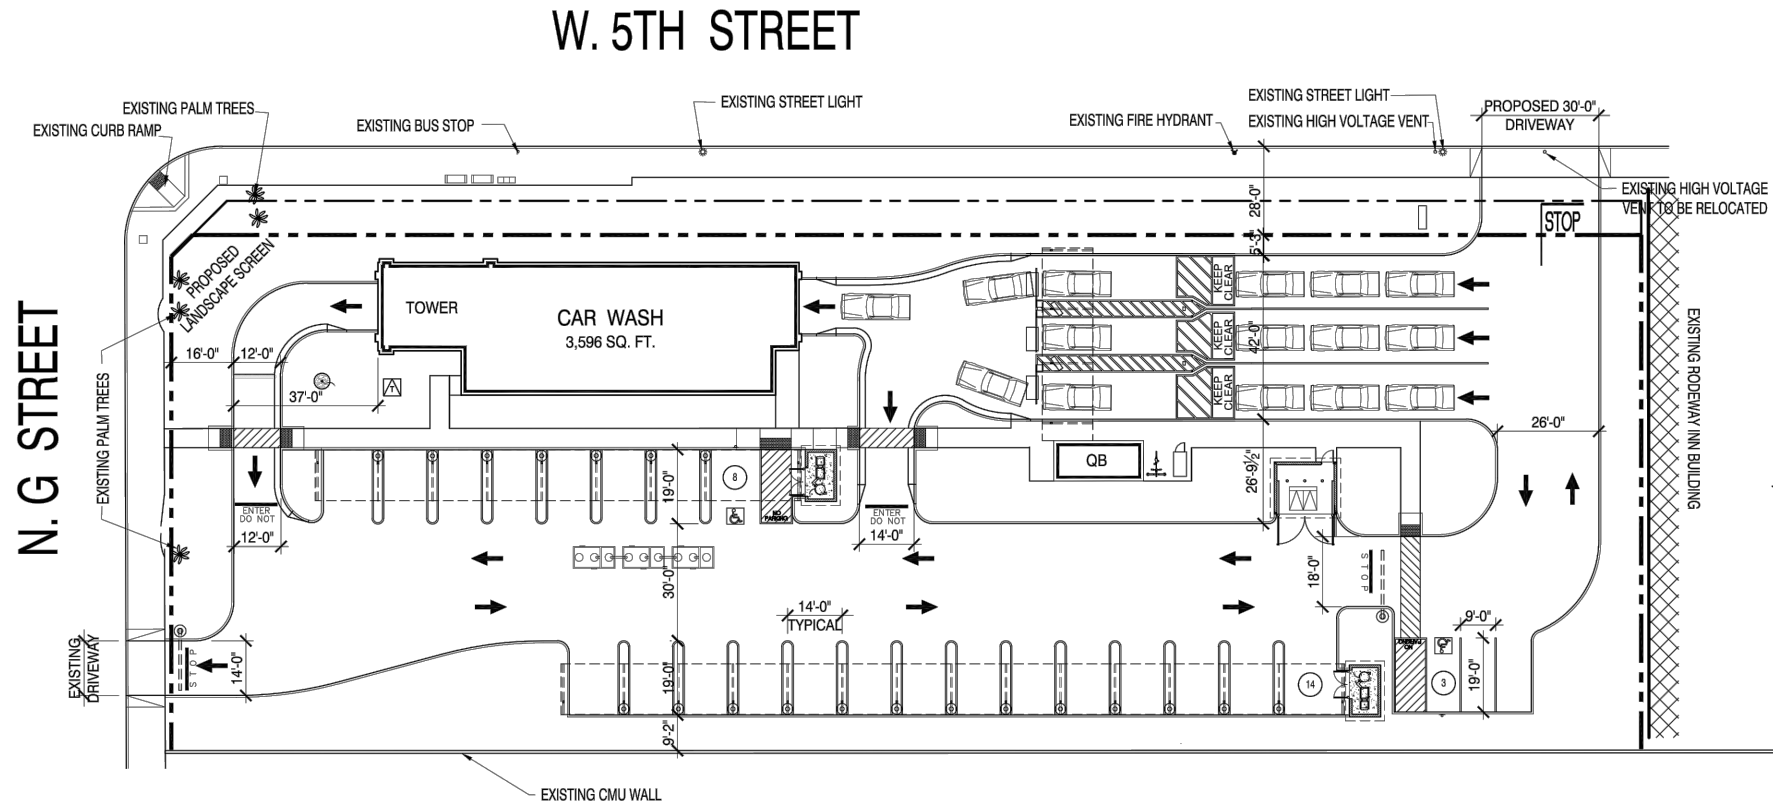 W. 5TH STREET
EXISTING PALM TREES
EXISTING CURB RAMP
EXISTING BUS STOP
EXISTING STREET LIGHT
EXISTING FIRE HYDRANT
EXISTING STREET LIGHT
EXISTING HIGH VOLTAGE VENT
PROPOSED 30'-0"
DRIVEWAY
EXISTING HIGH VOLTAGE
VENT TO BE RELOCATED
STOP
28'-0"
5'-3"
PROPOSED
LANDSCAPE SCREEN
TOWER
CAR WASH
3,596 SQ. FT.
KEEP
CLEAR
KEEP
CLEAR
KEEP
CLEAR
42'-0"
N. G STREET
EXISTING PALM TREES
16'-0"
12'-0"
37'-0"
T
EXISTING RODEWAY INN BUILDING
26'-0"
QB
26'-9½"
19'-0"
8
NO
PARKING
ENTER
DO NOT
12'-0"
ENTER
DO NOT
14'-0"
30'-0"
18'-0"
STOP
14'-0"
TYPICAL
9'-0"
EXISTING
DRIVEWAY
STOP
14'-0"
19'-0"
14
NO
PARKING
3
19'-0"
9'-2"
EXISTING CMU WALL